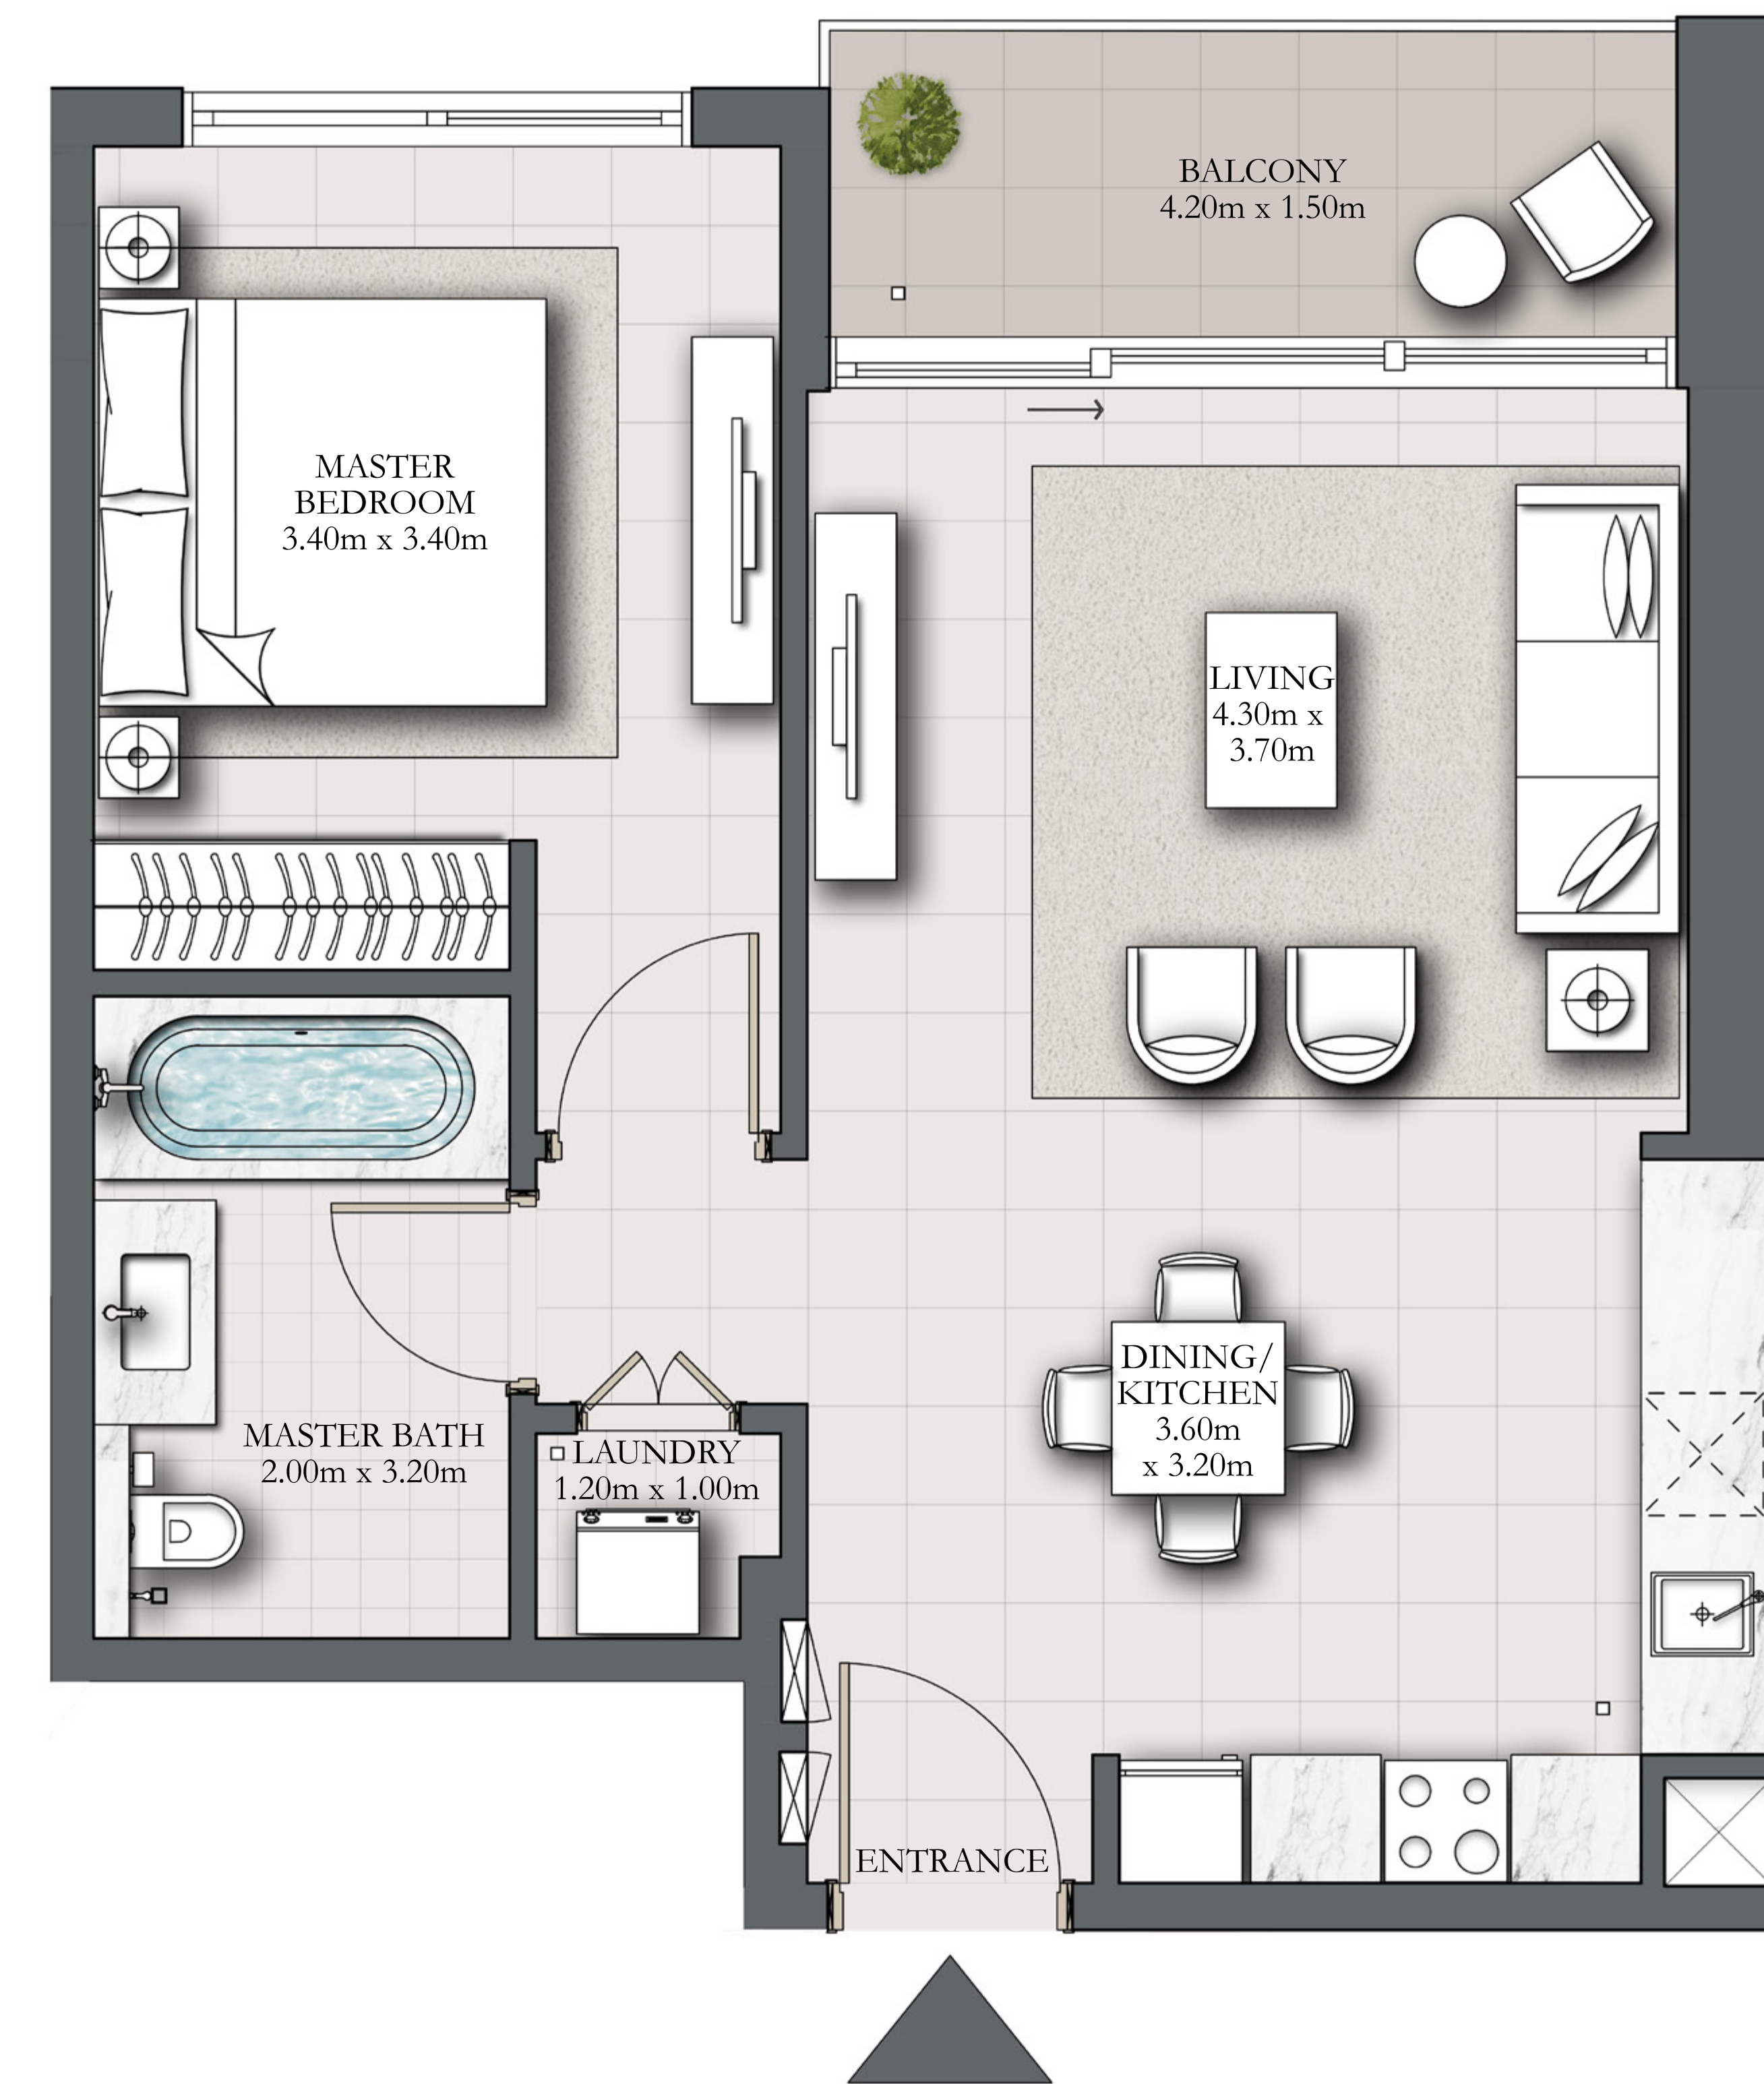 BALCONY
4.20m x 1.50m
MASTER
BEDROOM
3.40m x 3.40m
LIVING
4.30m x
3.70m
DINING/
KITCHEN
3.60m
x 3.20m
MASTER BATH
2.00m x 3.20m
LAUNDRY
1.20m x 1.00m
ENTRANCE